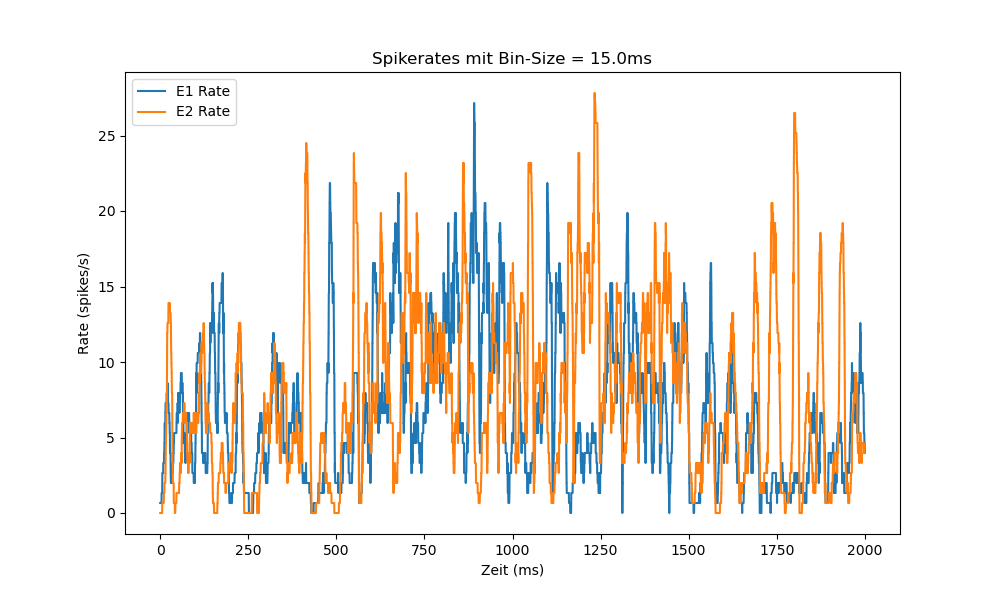 Spikerates mit Bin-Size = 15.0ms
E1 Rate
E2 Rate
Rate (spikes/s)
25
20
15
10
5
0
0 250 500 750 1000 1250 1500 1750 2000
Zeit (ms)